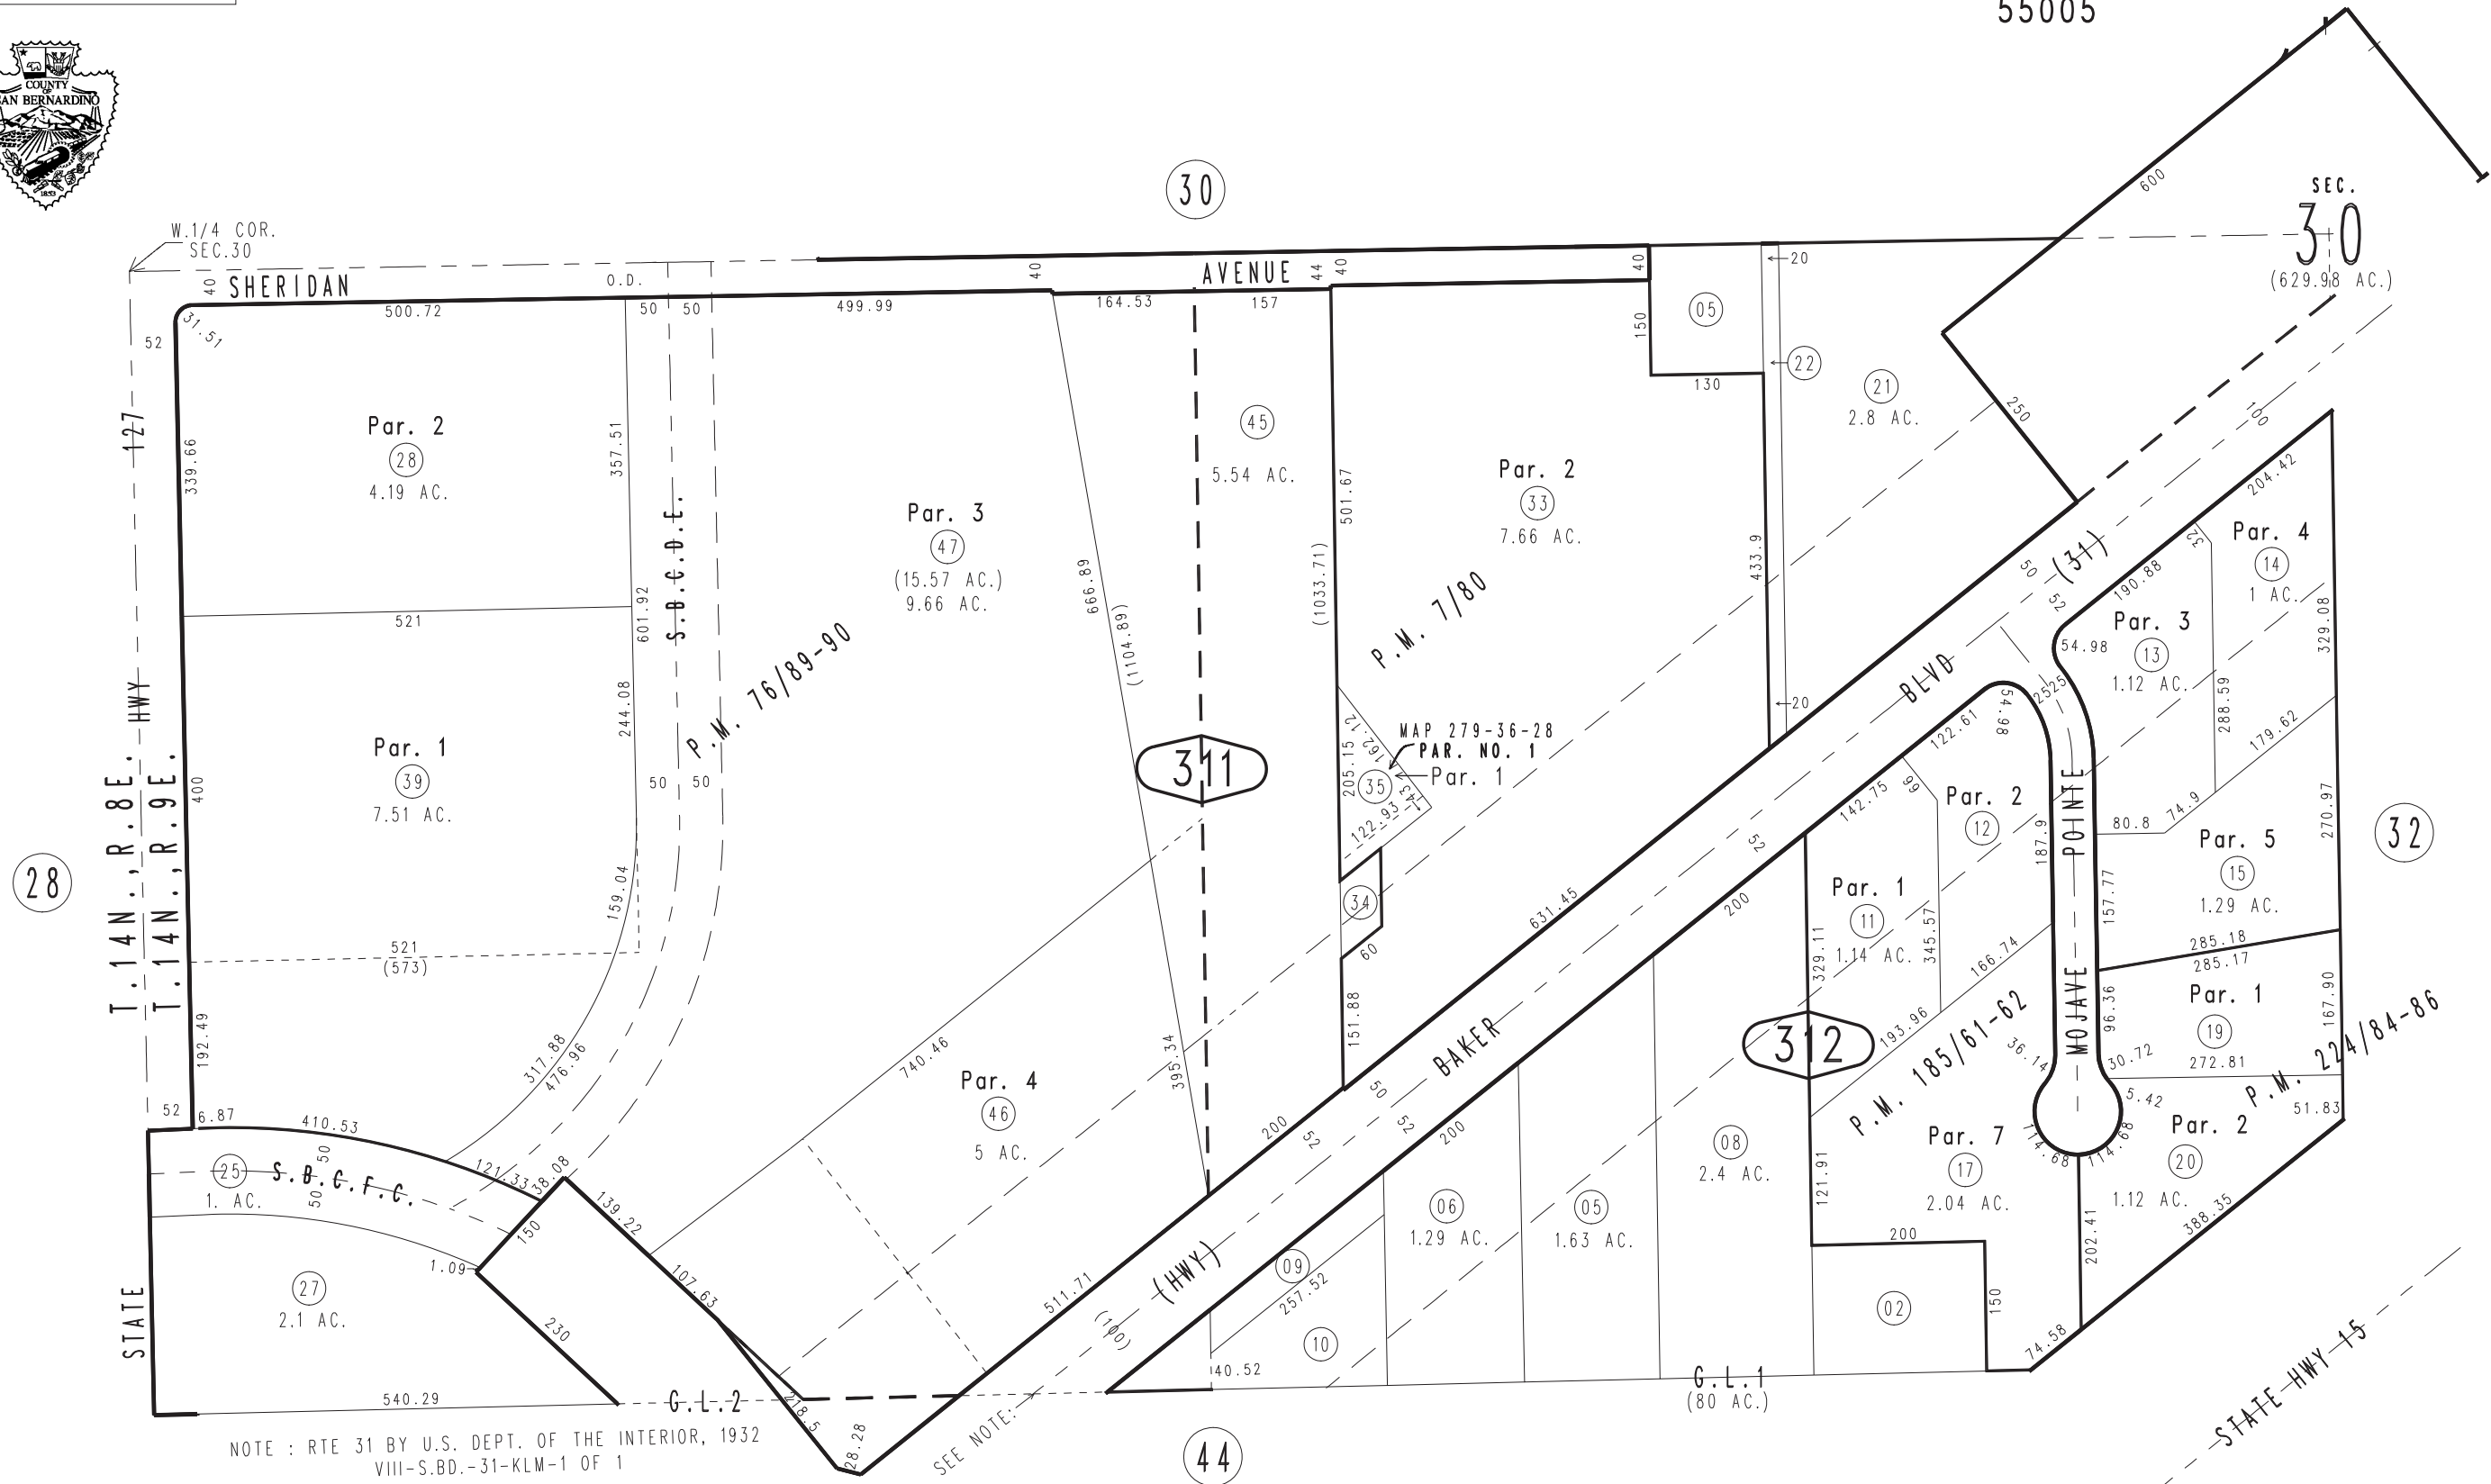 55005
COUNTY
OF
SAN BERNARDINO
1853
30
SEC.
30
(629.98 AC.)
W.1/4 COR.
SEC.30
40
SHERIDAN
O.D.
AVENUE
40
44
40
40
20
600
31.51
500.72
50
50
499.99
164.53
157
150
05
130
22
21
2.8 AC.
250
100
52
127
HWY
339.66
Par. 2
28
4.19 AC.
357.51
521
601.92
S.B.C.D.E.
P.M. 76/89-90
Par. 3
47
(15.57 AC.)
9.66 AC.
666.89
(1104.89)
45
5.54 AC.
501.67
(1033.71)
Par. 2
33
7.66 AC.
P.M. 7/80
433.9
20
204.42
32
190.88
Par. 4
14
1 AC.
329.08
Par. 3
13
1.12 AC.
54.98
288.59
179.62
50
(31)
52
BLVD
2525
54.98
122.61
T.14N.,R.8E.
T.14N.,R.9E.
400
Par. 1
39
7.51 AC.
244.08
50
50
159.04
521
(573)
311
205.15
162.12
143.1
122.93
35
MAP 279-36-28
PAR. NO. 1
Par. 1
34
60
151.88
631.45
52
142.75
66
Par. 2
12
187.9
POINTE
MOJAVE
80.8
74.9
Par. 5
15
1.29 AC.
270.97
32
28
200
Par. 1
11
1.14 AC.
329.11
345.57
166.74
193.96
157.77
285.18
285.17
Par. 1
19
272.81
96.36
30.72
36.14
167.90
P.M. 185/61-62
P.M. 224/84-86
192.49
52
6.87
410.53
317.88
476.96
121.33
38.08
25
1. AC.
50
50
S.B.C.F.C.
150
1.09
139.22
107.63
740.46
Par. 4
46
5 AC.
395.34
200
52
50
BAKER
52
200
312
121.91
08
2.4 AC.
Par. 7
17
2.04 AC.
114.68
114.68
5.42
51.83
Par. 2
20
1.12 AC.
202.41
388.35
200
150
02
74.58
STATE
27
2.1 AC.
230
540.29
G.L.2
218.5
28.28
511.71
(100)
(HWY)
09
257.52
10
40.52
06
1.29 AC.
05
1.63 AC.
G.L.1
(80 AC.)
STATE HWY 15
SEE NOTE:
44
NOTE : RTE 31 BY U.S. DEPT. OF THE INTERIOR, 1932
VIII-S.BD.-31-KLM-1 OF 1